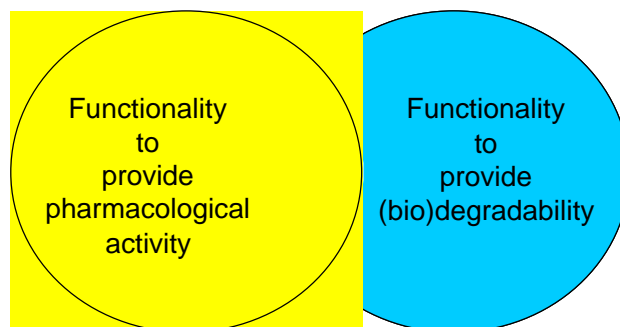 Functionality
to
provide
pharmacological
activity
Functionality
to
provide
(bio)degradability